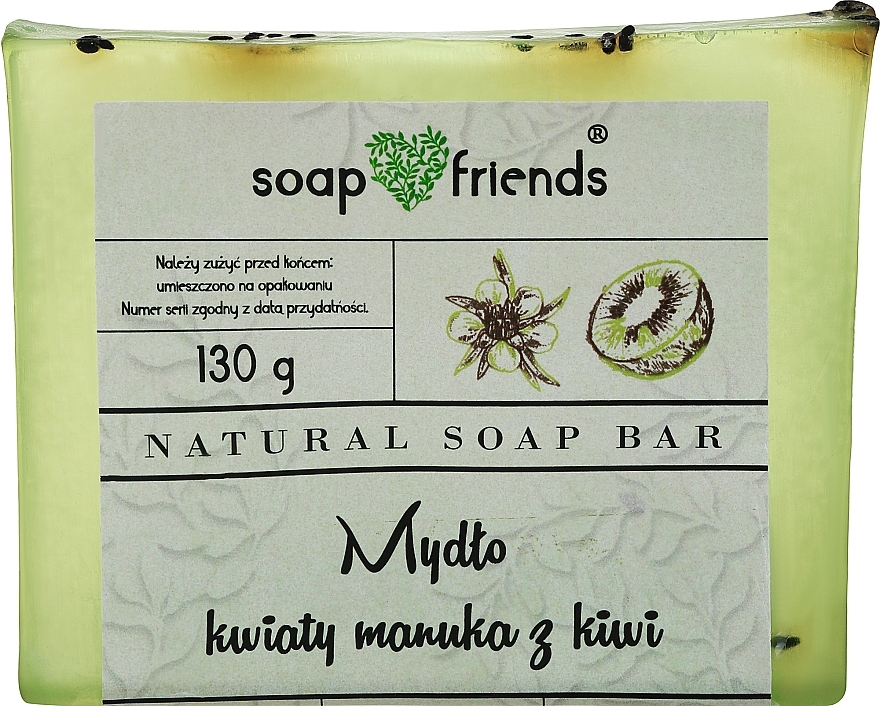 soap friends®
Należy zużyć przed końcem:
umieszczono na opakowaniu
Numer serii zgodny z datą przydatności.
130 g
NATURAL SOAP BAR
Mydło
kwiaty manuka z kiwi